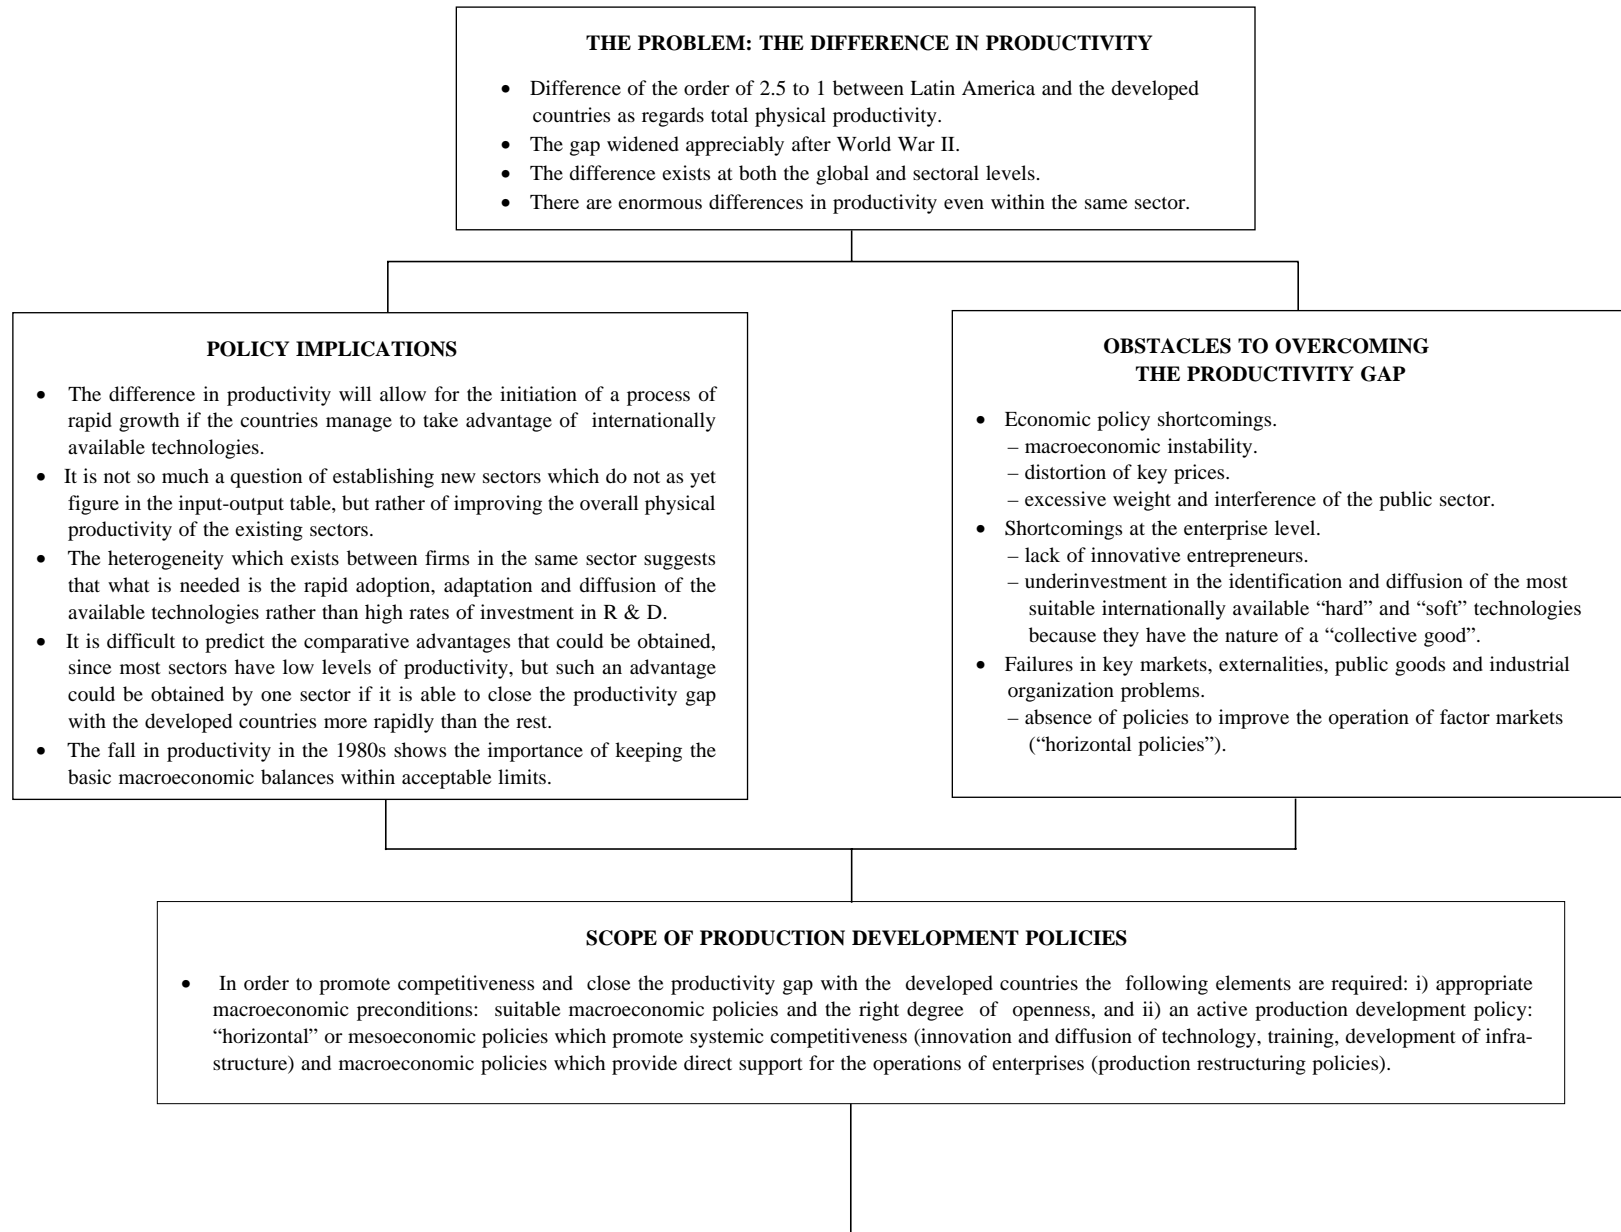 THE PROBLEM: THE DIFFERENCE IN PRODUCTIVITY
• Difference of the order of 2.5 to 1 between Latin America and the developed
countries as regards total physical productivity.
• The gap widened appreciably after World War II.
• The difference exists at both the global and sectoral levels.
• There are enormous differences in productivity even within the same sector.
POLICY IMPLICATIONS
• The difference in productivity will allow for the initiation of a process of
rapid growth if the countries manage to take advantage of internationally
available technologies.
• It is not so much a question of establishing new sectors which do not as yet
figure in the input-output table, but rather of improving the overall physical
productivity of the existing sectors.
• The heterogeneity which exists between firms in the same sector suggests
that what is needed is the rapid adoption, adaptation and diffusion of the
available technologies rather than high rates of investment in R & D.
• It is difficult to predict the comparative advantages that could be obtained,
since most sectors have low levels of productivity, but such an advantage
could be obtained by one sector if it is able to close the productivity gap
with the developed countries more rapidly than the rest.
• The fall in productivity in the 1980s shows the importance of keeping the
basic macroeconomic balances within acceptable limits.
OBSTACLES TO OVERCOMING
THE PRODUCTIVITY GAP
• Economic policy shortcomings.
– macroeconomic instability.
– distortion of key prices.
– excessive weight and interference of the public sector.
• Shortcomings at the enterprise level.
– lack of innovative entrepreneurs.
– underinvestment in the identification and diffusion of the most
suitable internationally available “hard” and “soft” technologies
because they have the nature of a “collective good”.
• Failures in key markets, externalities, public goods and industrial
organization problems.
– absence of policies to improve the operation of factor markets
(“horizontal policies”).
SCOPE OF PRODUCTION DEVELOPMENT POLICIES
• In order to promote competitiveness and close the productivity gap with the developed countries the following elements are required: i) appropriate
macroeconomic preconditions: suitable macroeconomic policies and the right degree of openness, and ii) an active production development policy:
“horizontal” or mesoeconomic policies which promote systemic competitiveness (innovation and diffusion of technology, training, development of infra-
structure) and macroeconomic policies which provide direct support for the operations of enterprises (production restructuring policies).